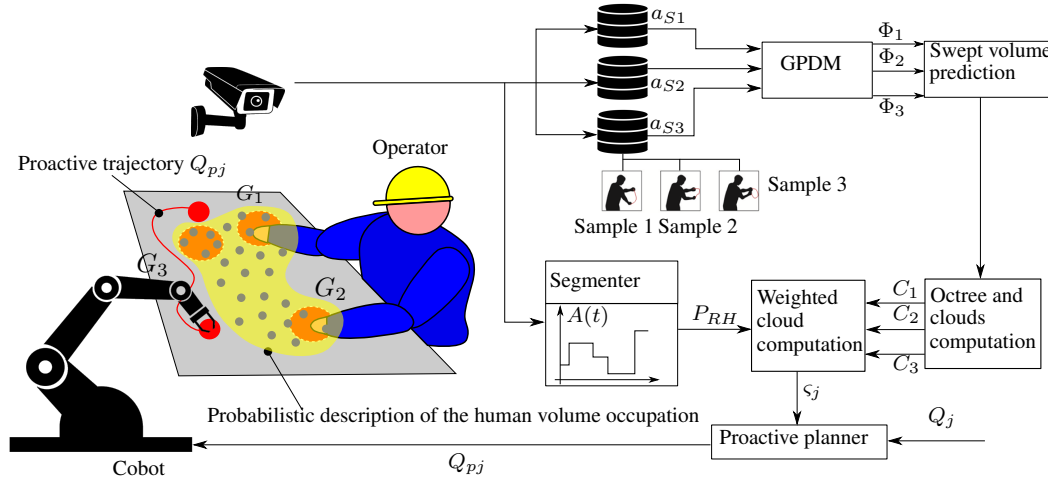 a_{S1}
a_{S2}
a_{S3}
GPDM
Φ_1
Φ_2
Φ_3
Swept volume
prediction
Sample 1
Sample 2
Sample 3
Operator
Proactive trajectory Q_{pj}
G_1
G_2
G_3
Segmenter
A(t)
P_{RH}
Weighted
cloud
computation
C_1
C_2
C_3
Octree and
clouds
computation
ς_j
Probabilistic description of the human volume occupation
Proactive planner
Q_j
Q_{pj}
Cobot